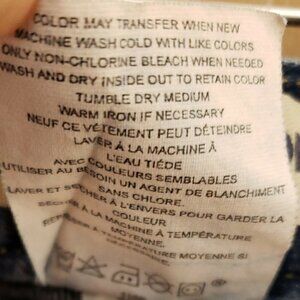 COLOR MAY TRANSFER WHEN NEW
MACHINE WASH COLD WITH LIKE COLORS
ONLY NON-CHLORINE BLEACH WHEN NEEDED
WASH AND DRY INSIDE OUT TO RETAIN COLOR
TUMBLE DRY MEDIUM
WARM IRON IF NECESSARY
NEUF CE VÊTEMENT PEUT DÉTEINDRE
LAVER À LA MACHINE À
L'EAU TIÈDE
AVEC COULEURS SEMBLABLES
AU BESOIN UN AGENT DE BLANCHIMENT
SANS CHLORE.
LAVER ET SÉCHER À L'ENVERS POUR GARDER LA
COULEUR
SÉCHER À LA MACHINE À TEMPÉRATURE
MOYENNE.
REPASSER À TEMPÉRATURE MOYENNE SI